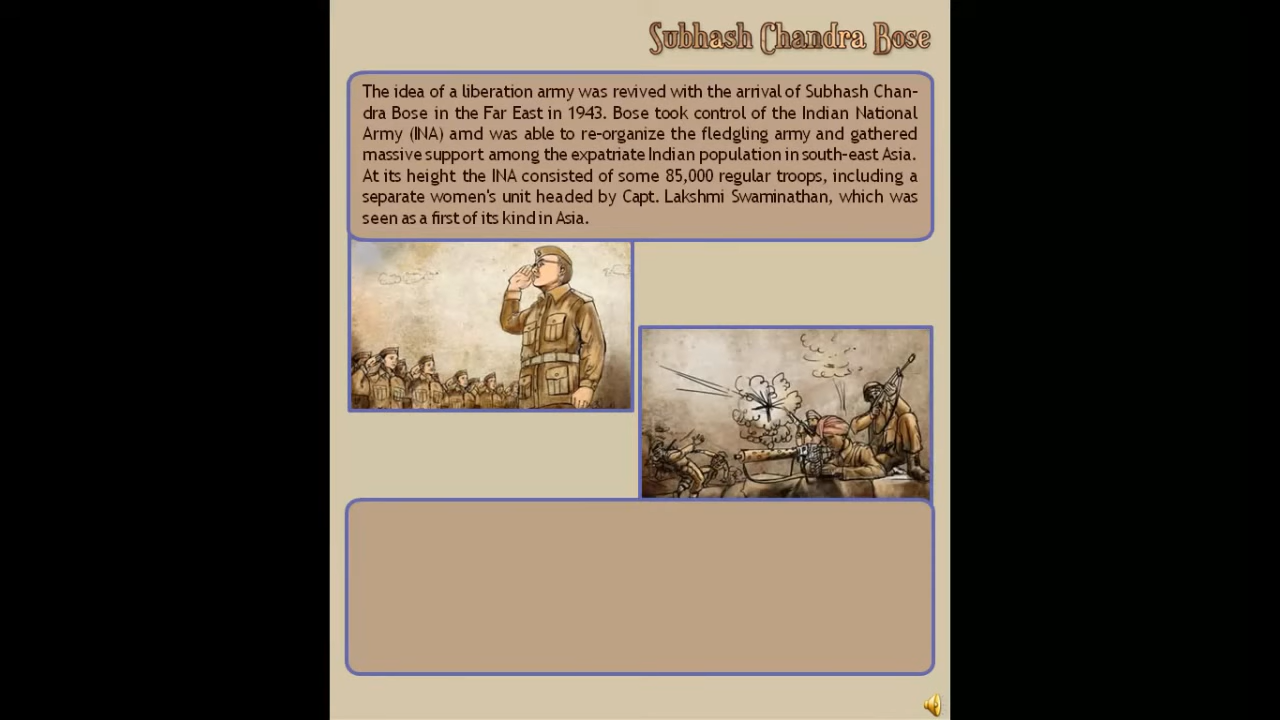 Subhash Chandra Bose
The idea of a liberation army was revived with the arrival of Subhash Chan-
dra Bose in the Far East in 1943. Bose took control of the Indian National
Army (INA) amd was able to re-organize the fledgling army and gathered
massive support among the expatriate Indian population in south-east Asia.
At its height the INA consisted of some 85,000 regular troops, including a
separate women's unit headed by Capt. Lakshmi Swaminathan, which was
seen as a first of its kind in Asia.